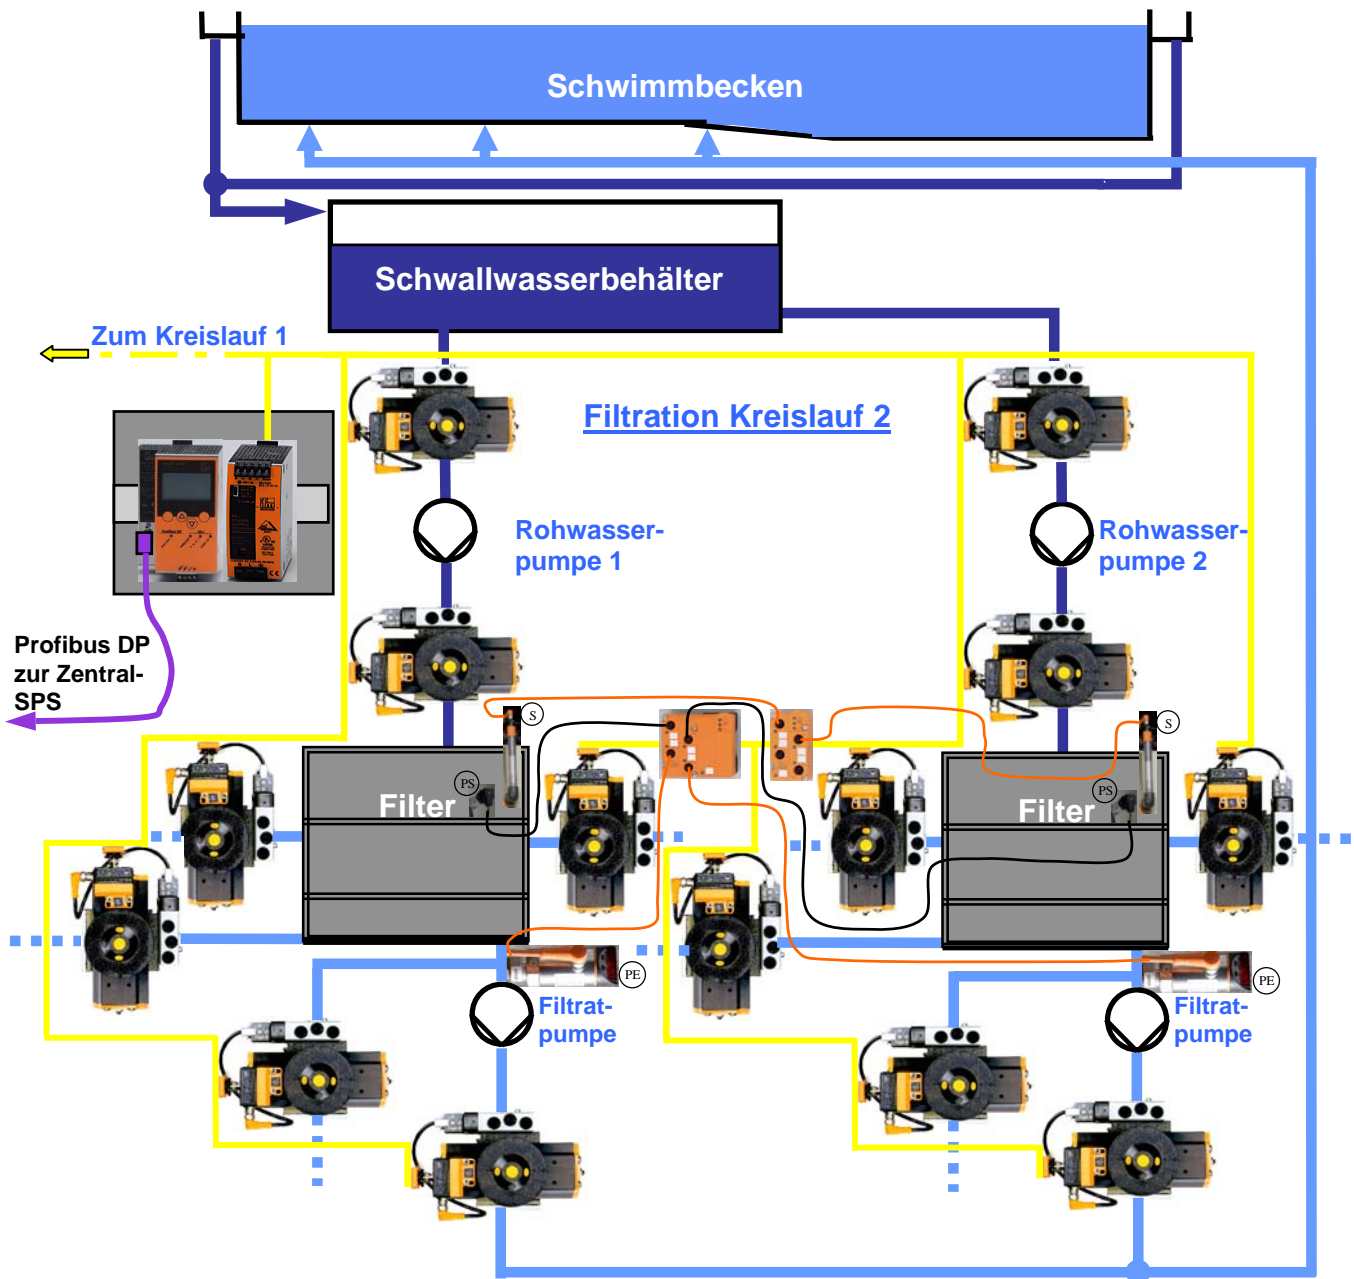 Schwimmbecken
Schwallwasserbehälter
Zum Kreislauf 1
Filtration Kreislauf 2
Rohwasser-
pumpe 1
Rohwasser-
pumpe 2
Profibus DP
zur Zentral-
SPS
S
S
PS
Filter
PS
Filter
PE
PE
Filtrat-
pumpe
Filtrat-
pumpe